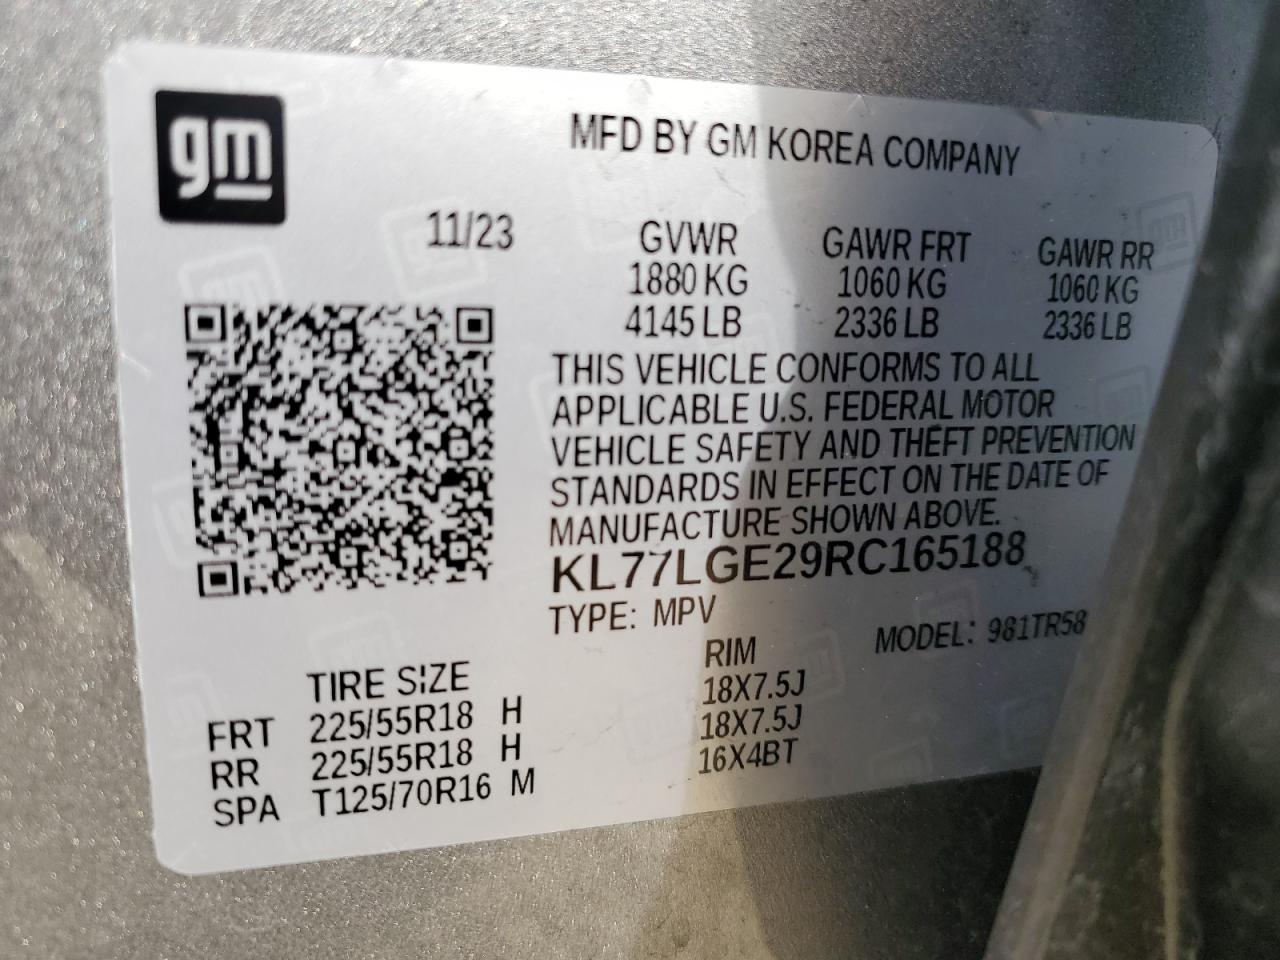 gm
MFD BY GM KOREA COMPANY
11/23
GVWR GAWR FRT GAWR RR
1880 KG 1060 KG 1060 KG
4145 LB 2336 LB 2336 LB
THIS VEHICLE CONFORMS TO ALL
APPLICABLE U.S. FEDERAL MOTOR
VEHICLE SAFETY AND THEFT PREVENTION
STANDARDS IN EFFECT ON THE DATE OF
MANUFACTURE SHOWN ABOVE.
KL77LGE29RC165188
TYPE: MPV MODEL: 981TR58
TIRE SIZE RIM
FRT 225/55R18 H 18X7.5J
RR 225/55R18 H 18X7.5J
SPA T125/70R16 M 16X4BT